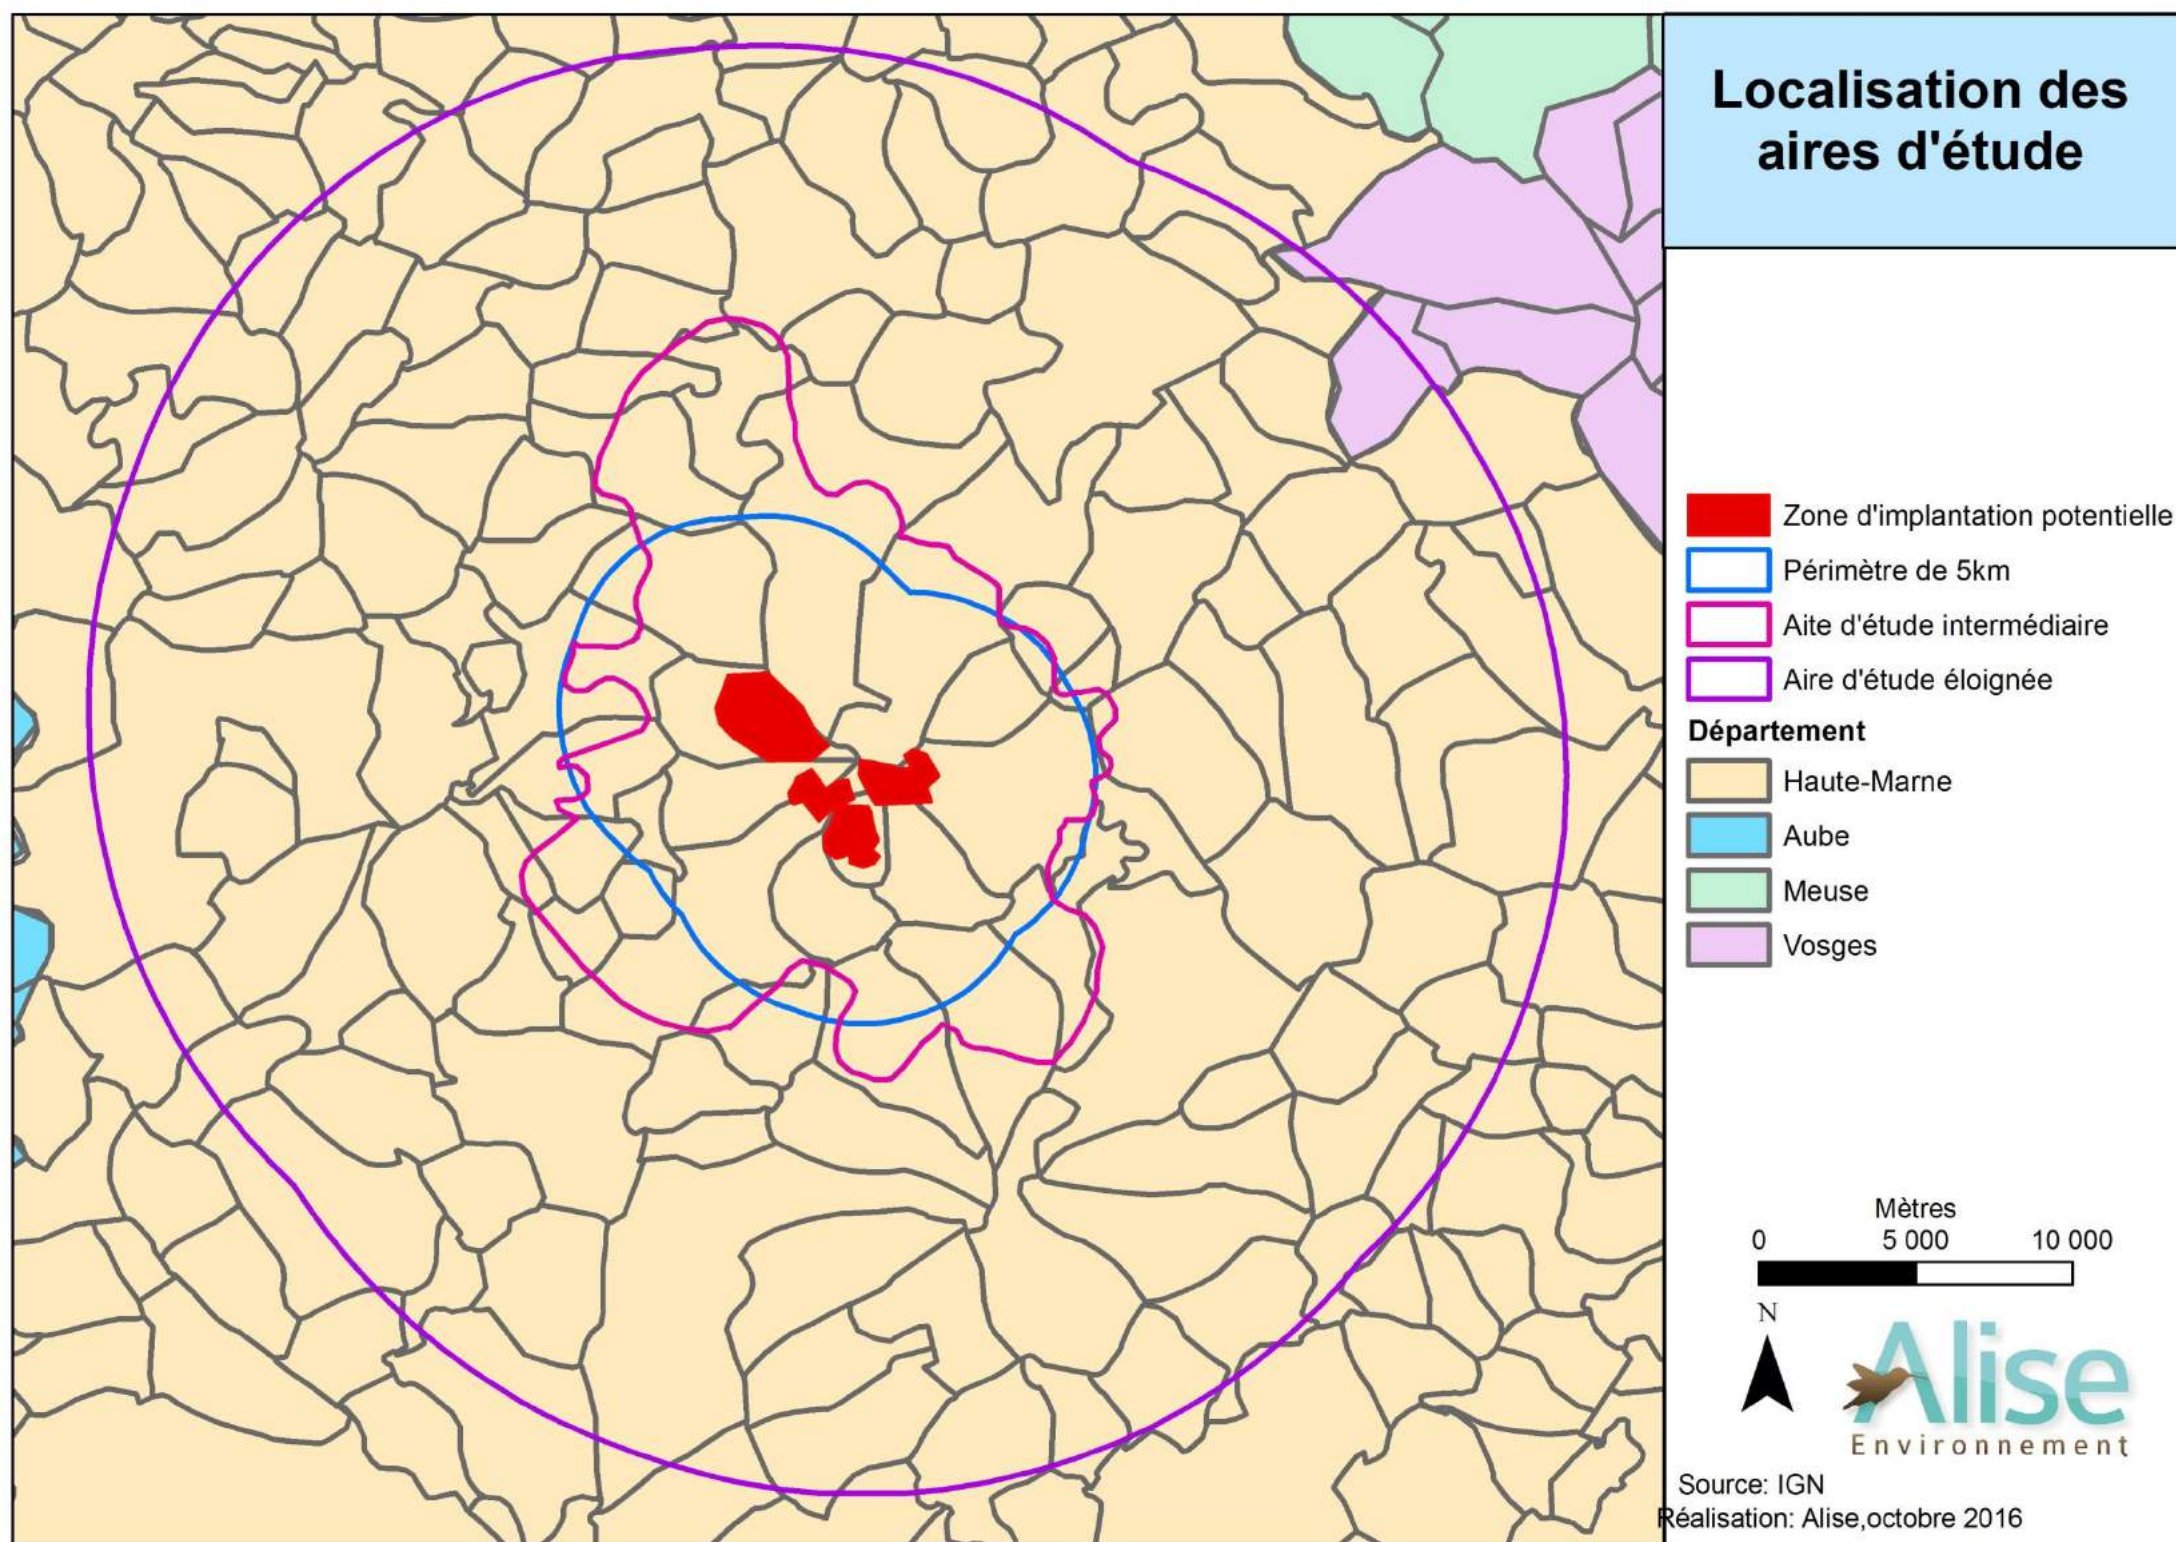 Localisation des
aires d'étude
Zone d'implantation potentielle
Périmètre de 5km
Aite d'étude intermédiaire
Aire d'étude éloignée
Département
Haute-Marne
Aube
Meuse
Vosges
Mètres
0 5 000 10 000
N
Alise
Environnement
Source: IGN
Réalisation: Alise,octobre 2016